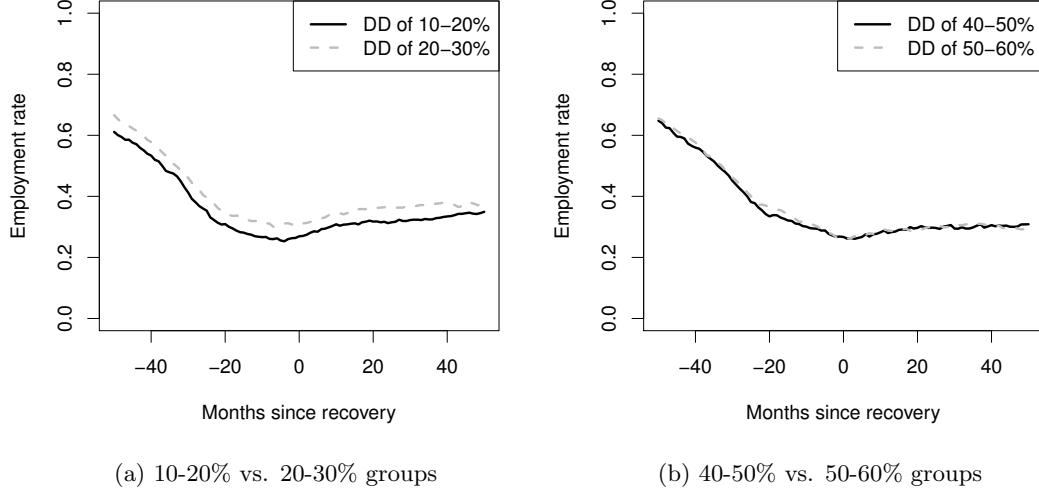 DD of 10−20%
DD of 20−30%
Employment rate
1.0
0.8
0.6
0.4
0.2
0.0
−40
−20
0
20
40
Months since recovery
(a) 10-20% vs. 20-30% groups
DD of 40−50%
DD of 50−60%
Employment rate
1.0
0.8
0.6
0.4
0.2
0.0
−40
−20
0
20
40
Months since recovery
(b) 40-50% vs. 50-60% groups